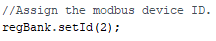 //Assign the modbus device ID.
regBank.setId(2);